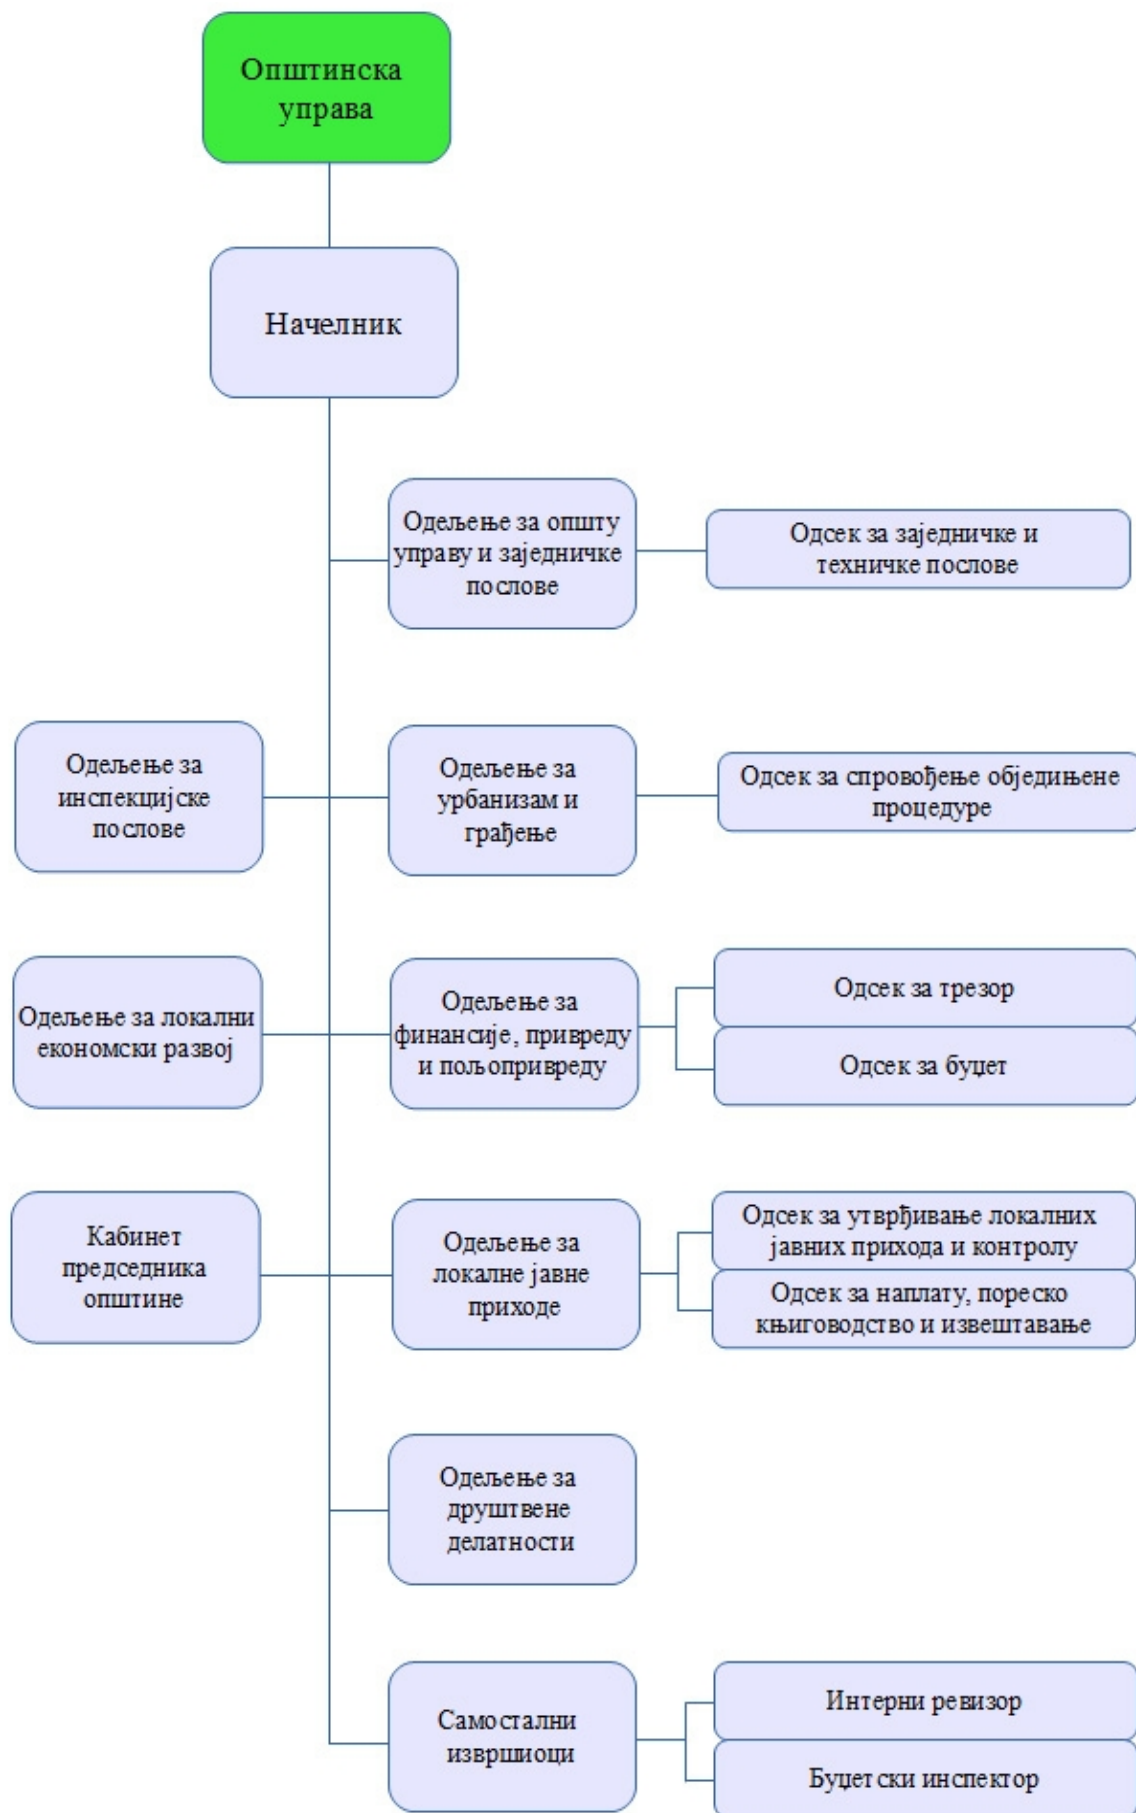 Општинска
управа
Начелник
Одељење за општу
управу и заједничке
послове
Одсек за заједничке и
техничке послове
Одељење за
инспекцијске
послове
Одељење за
урбанизам и
грађење
Одсек за спровођење обједињене
процедуре
Одељење за локални
економски развој
Одељење за
финансије, привреду
и пољопривреду
Одсек за трезор
Одсек за буџет
Кабинет
председника
општине
Одељење за
локалне јавне
приходе
Одсек за утврђивање локалних
јавних прихода и контролу
Одсек за наплату, пореско
књиговодство и извештавање
Одељење за
друштвене
делатности
Самостални
извршиоци
Интерни ревизор
Буџетски инспектор